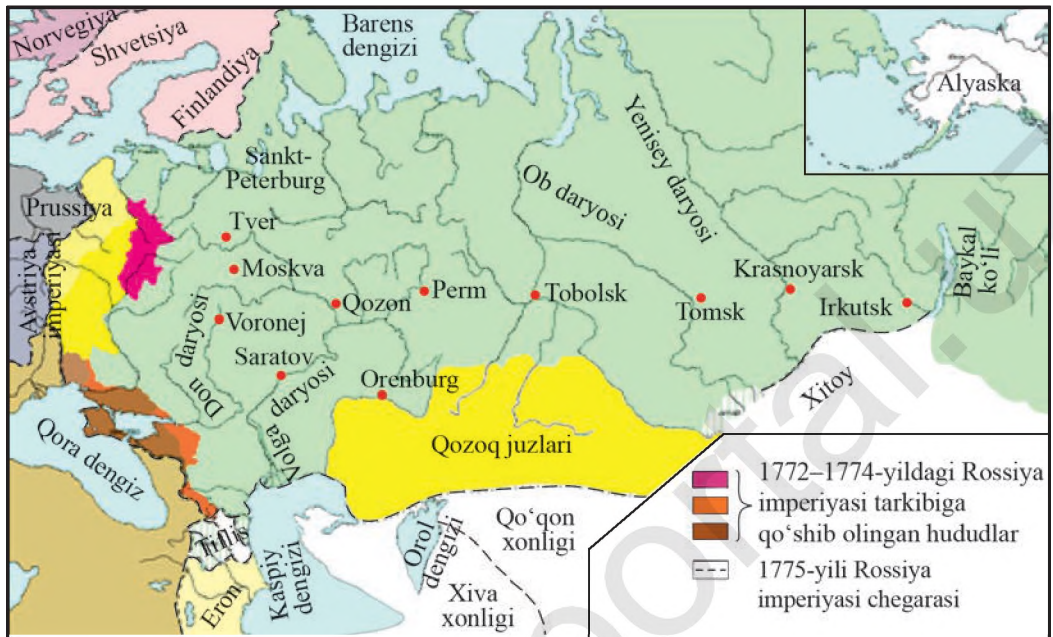 Norvegiya
Shvetsiya
Finlandiya
Barens
dengizi
Alyaska
Sankt-
Peterburg
Ob daryosi
Yenisey daryosi
Prussiya
Avstriya
imperiyasi
Tver
Moskva
Voronej
Don daryosi
Saratov
Volga daryosi
Qozon
Perm
Orenburg
Tobolsk
Tomsk
Krasnoyarsk
Irkutsk
Baykal
ko‘li
Xitoy
Qozoq juzlari
Qora dengiz
Tiflis
Eron
Kaspiy
dengizi
Orol
dengizi
Qo‘qon
xonligi
Xiva
xonligi
1772–1774-yildagi Rossiya
imperiyasi tarkibiga
qo‘shib olingan hududlar
1775-yili Rossiya
imperiyasi chegarasi
portal.uz